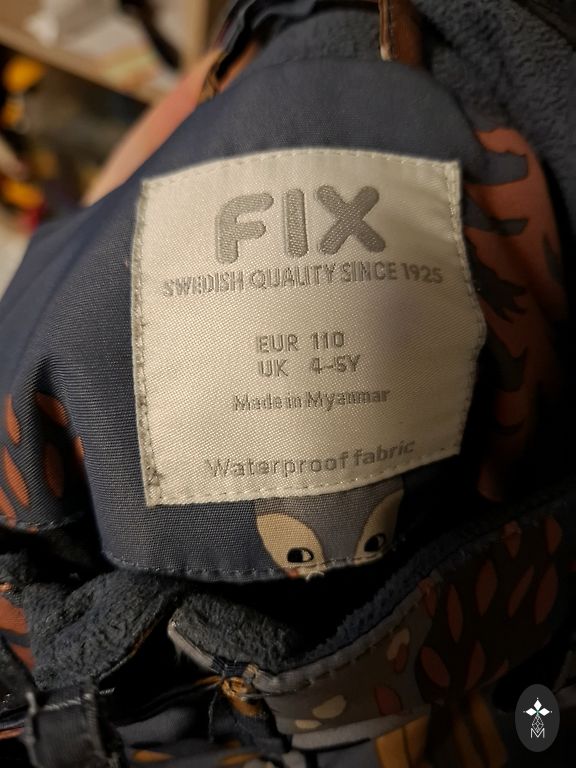 FIX
SWEDISH QUALITY SINCE 1925
EUR 110
UK 4-5Y
Made in Myanmar
Waterproof fabric
M